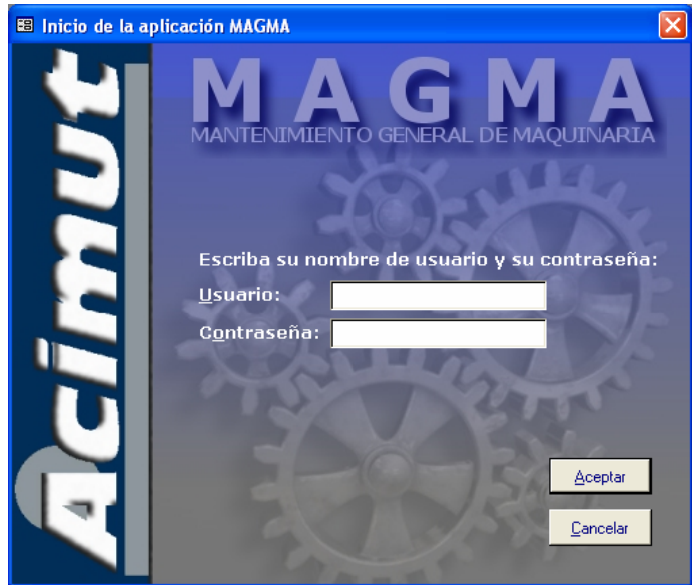 Inicio de la aplicación MAGMA
Acimut
MAGMA
MANTENIMIENTO GENERAL DE MAQUINARIA
Escriba su nombre de usuario y su contraseña:
Usuario:
Contraseña:
Aceptar
Cancelar